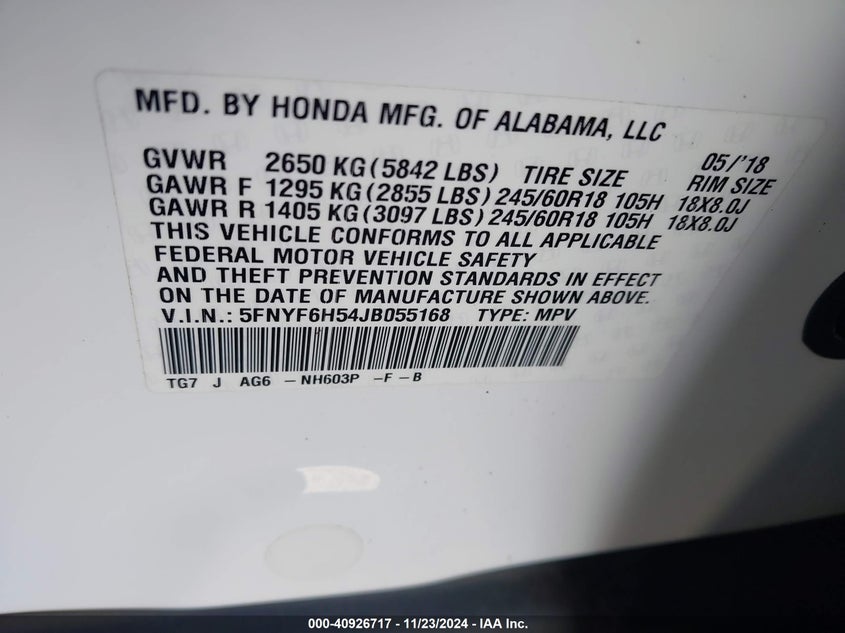 MFD. BY HONDA MFG. OF ALABAMA, LLC
05/'18
GVWR 2650 KG (5842 LBS) TIRE SIZE RIM SIZE
GAWR F 1295 KG (2855 LBS) 245/60R18 105H 18X8.0J
GAWR R 1405 KG (3097 LBS) 245/60R18 105H 18X8.0J
THIS VEHICLE CONFORMS TO ALL APPLICABLE
FEDERAL MOTOR VEHICLE SAFETY
AND THEFT PREVENTION STANDARDS IN EFFECT
ON THE DATE OF MANUFACTURE SHOWN ABOVE.
V.I.N.: 5FNYF6H54JB055168 TYPE: MPV
TG7 J AG6 -NH603P -F-B
000-40926717 - 11/23/2024 - IAA Inc.